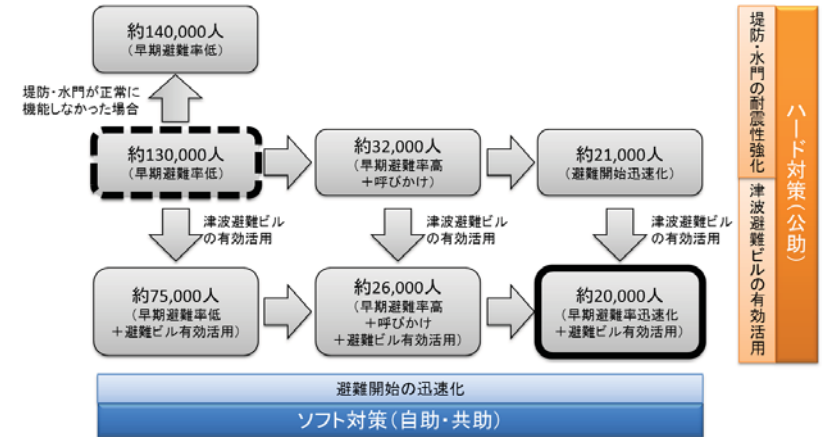 約140,000人
(早期避難率低)
堤防・水門が正常に
機能しなかった場合
約130,000人
(早期避難率低)
約32,000人
(早期避難率高
+呼びかけ)
約21,000人
(避難開始迅速化)
津波避難ビル
の有効活用
津波避難ビル
の有効活用
津波避難ビル
の有効活用
約75,000人
(早期避難率低
+避難ビル有効活用)
約26,000人
(早期避難率高
+呼びかけ
+避難ビル有効活用)
約20,000人
(早期避難率迅速化
+避難ビル有効活用)
堤防・水門の耐震性強化
津波避難ビルの有効活用
ハード対策(公助)
避難開始の迅速化
ソフト対策(自助・共助)